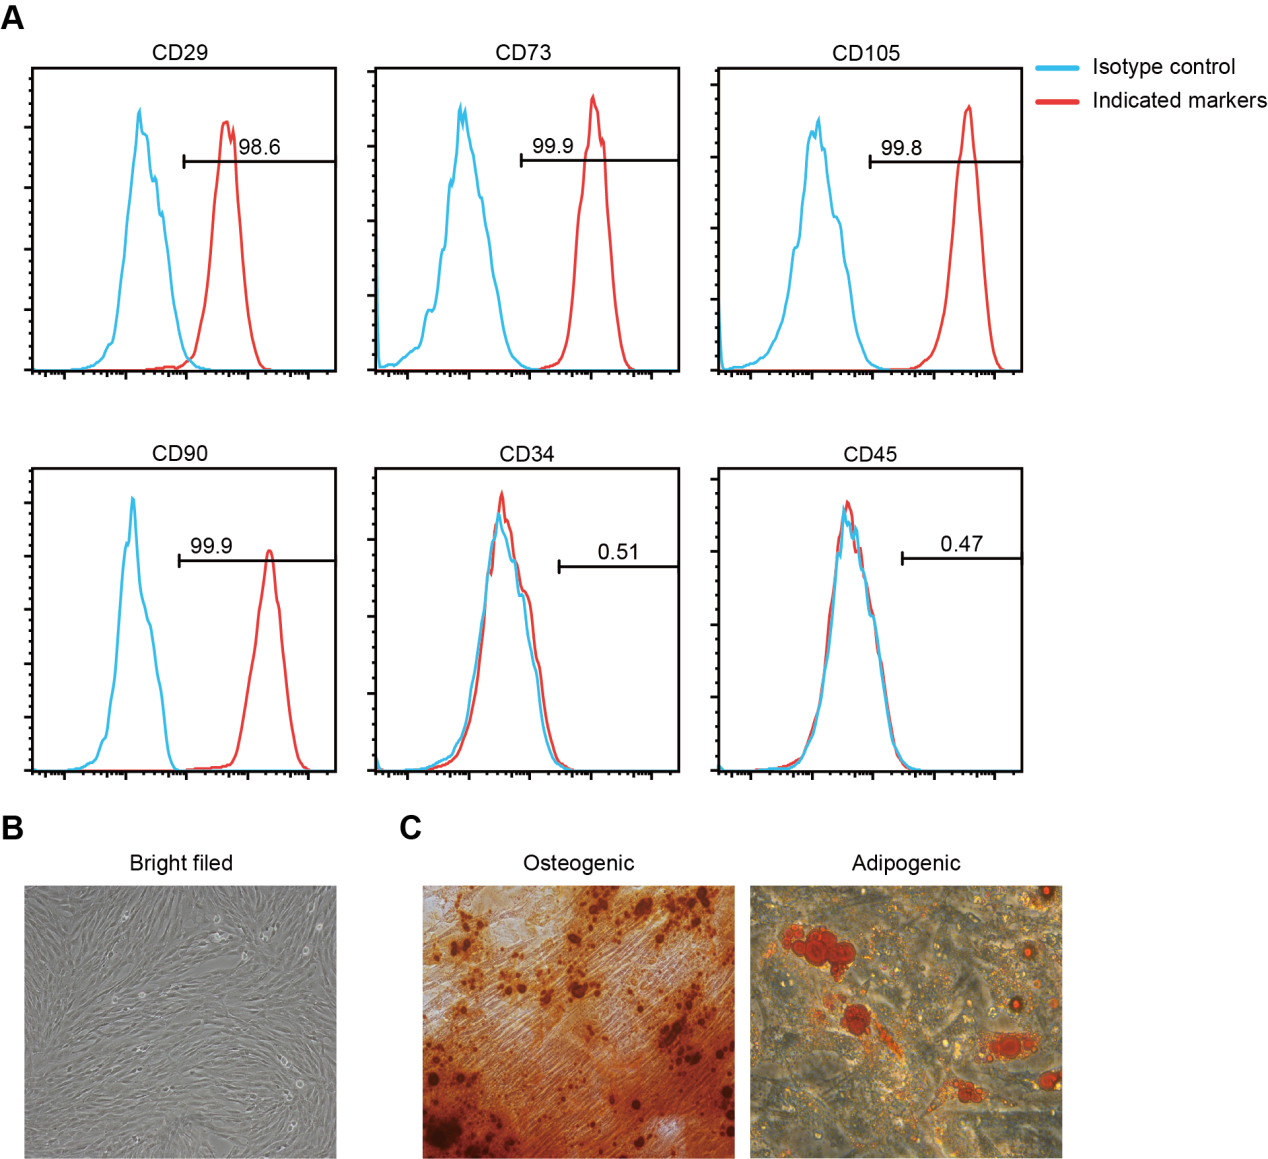 A
CD29
CD73
CD105
Isotype control
Indicated markers
98.6
99.9
99.8
CD90
CD34
CD45
99.9
0.51
0.47
B
C
Bright filed
Osteogenic
Adipogenic